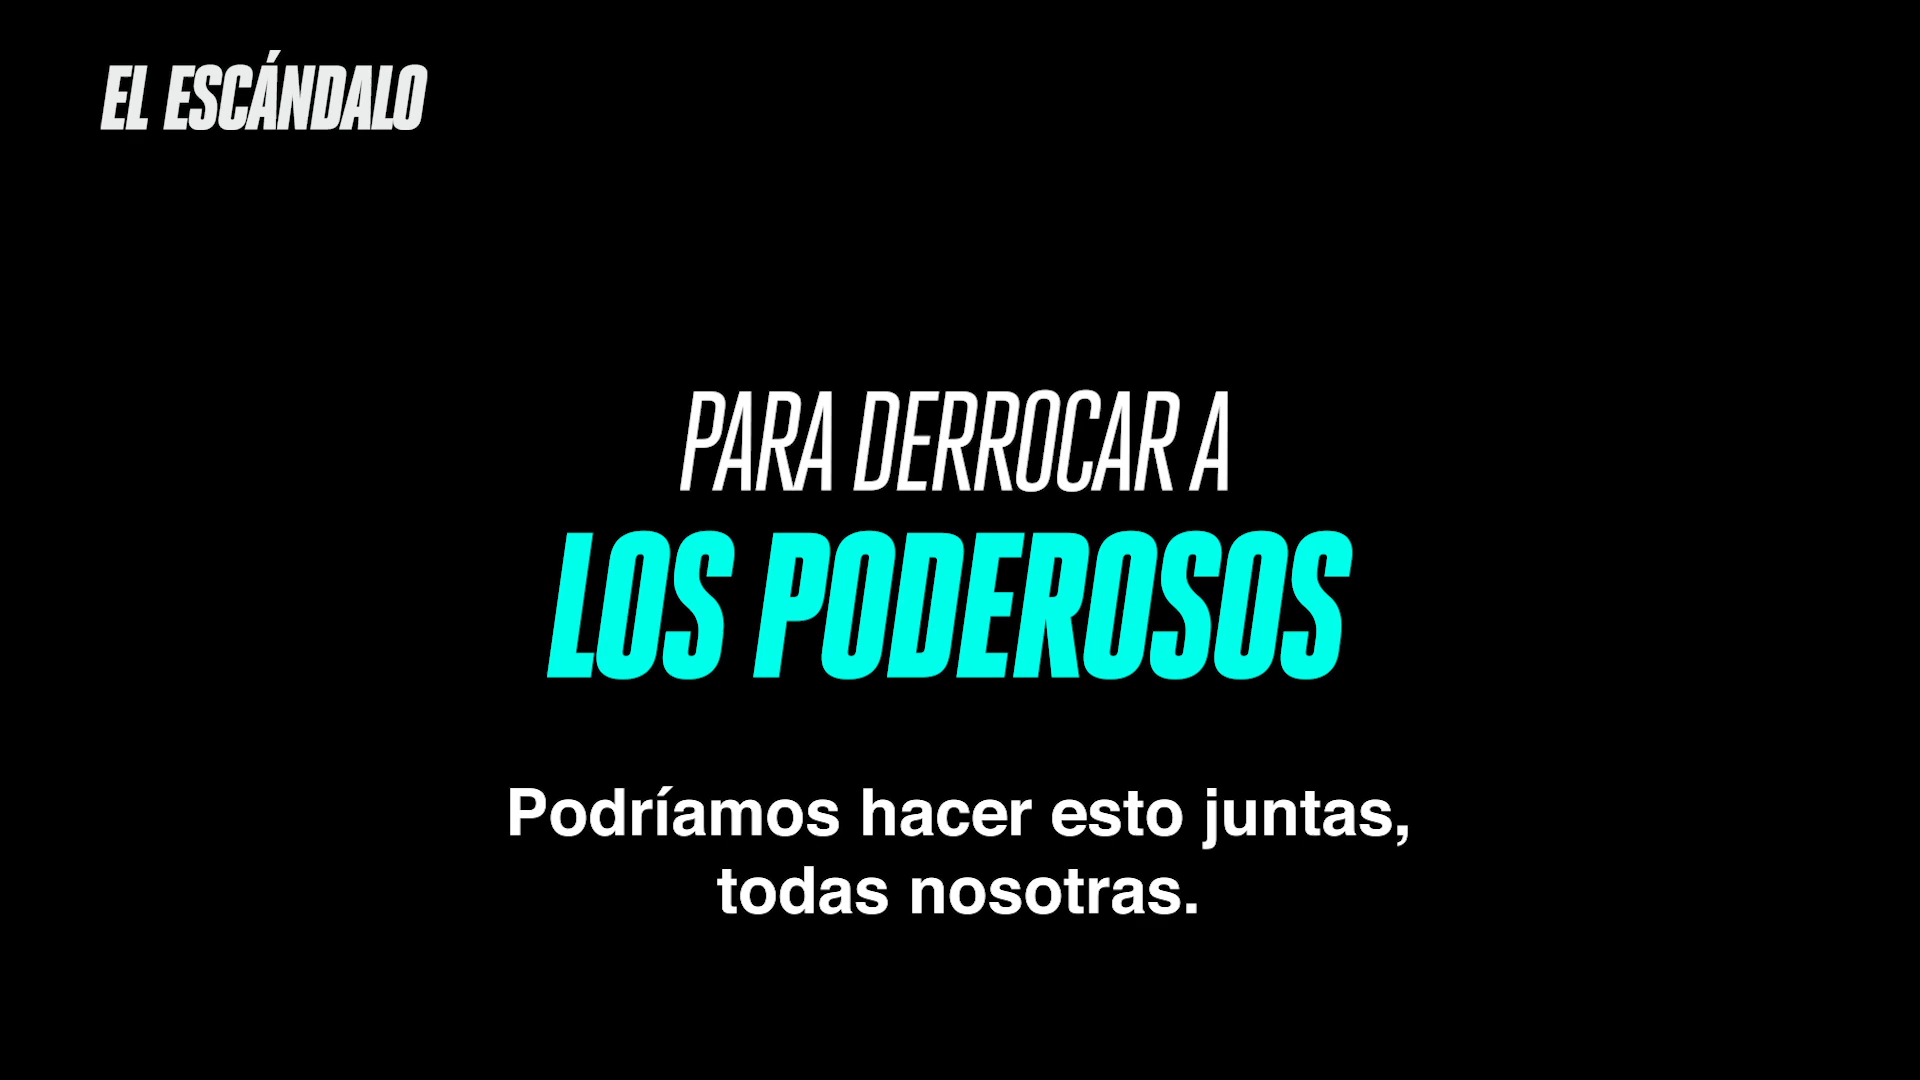 EL ESCÁNDALO
PARA DERROCAR A
LOS PODEROSOS
Podríamos hacer esto juntas,
todas nosotras.